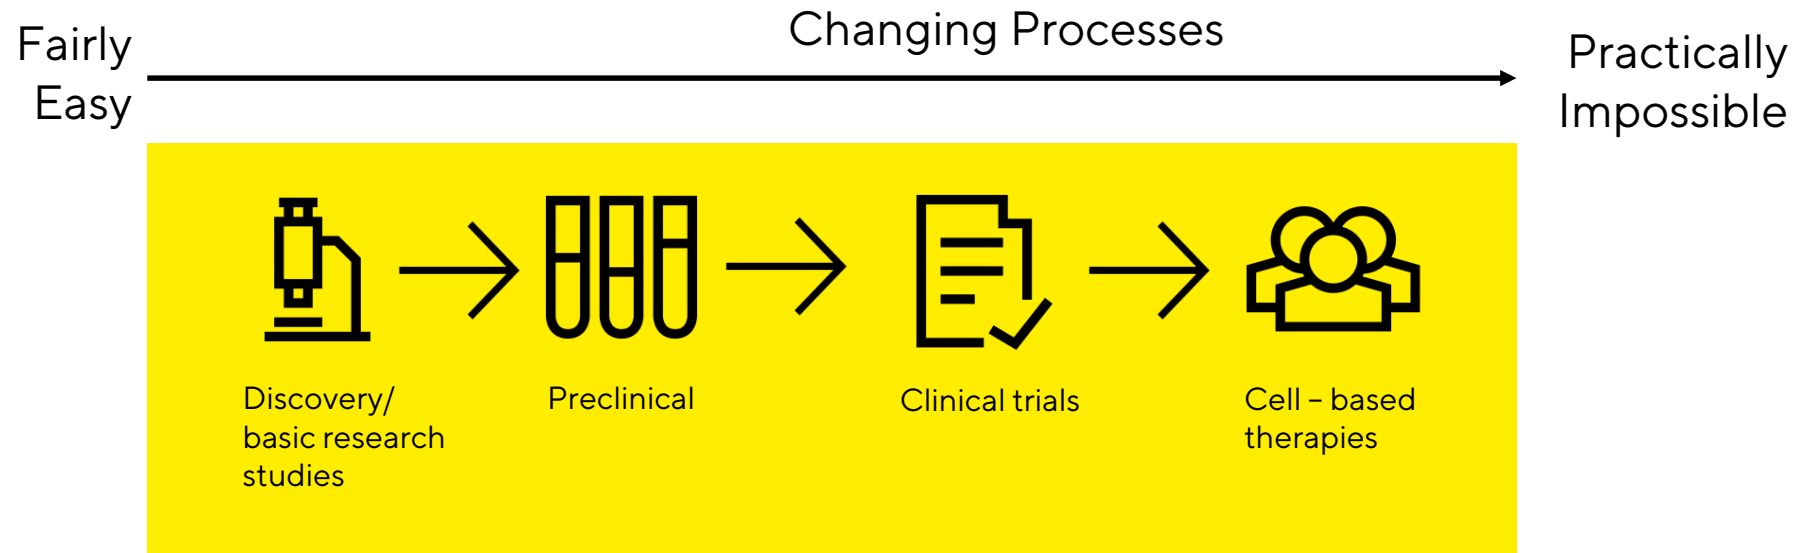 Changing Processes
Fairly
Easy
Practically
Impossible
Discovery/
basic research
studies
Preclinical
Clinical trials
Cell – based
therapies